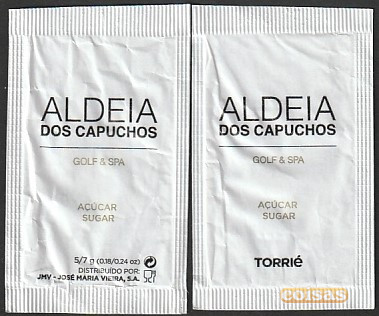 ALDEIA
DOS CAPUCHOS
GOLF & SPA
AÇÚCAR
SUGAR
5/7 g (0.18/0.24 oz)
DISTRIBUÍDO POR:
JMV - JOSÉ MARIA VIEIRA, S.A.
ALDEIA
DOS CAPUCHOS
GOLF & SPA
AÇÚCAR
SUGAR
TORRIÉ
coisas